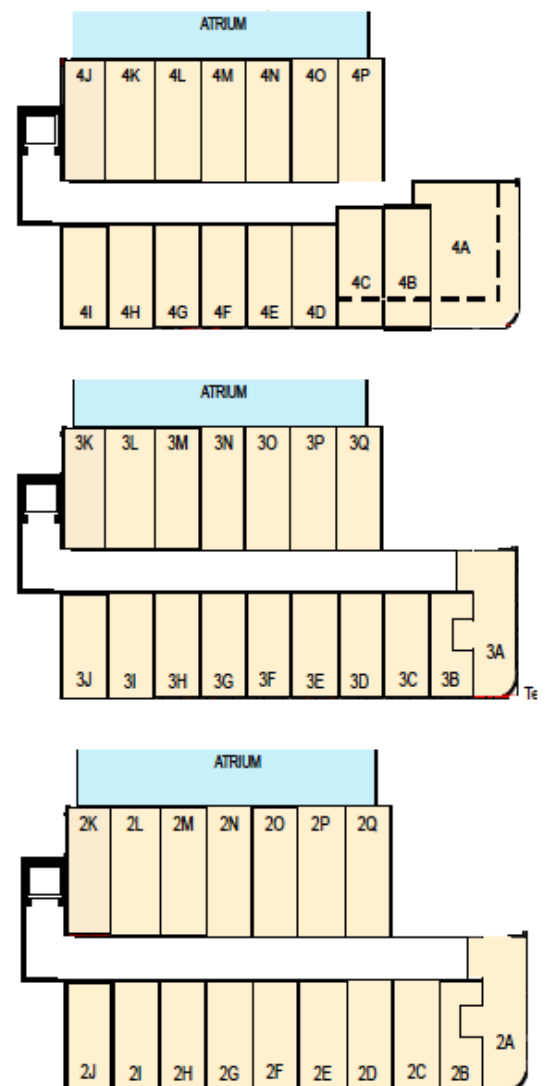 ATRIUM
4J 4K 4L 4M 4N 4O 4P
4A
4C 4B
4I 4H 4G 4F 4E 4D
ATRIUM
3K 3L 3M 3N 3O 3P 3Q
3A
3J 3I 3H 3G 3F 3E 3D 3C 3B
Te
ATRIUM
2K 2L 2M 2N 2O 2P 2Q
2A
2J 2I 2H 2G 2F 2E 2D 2C 2B